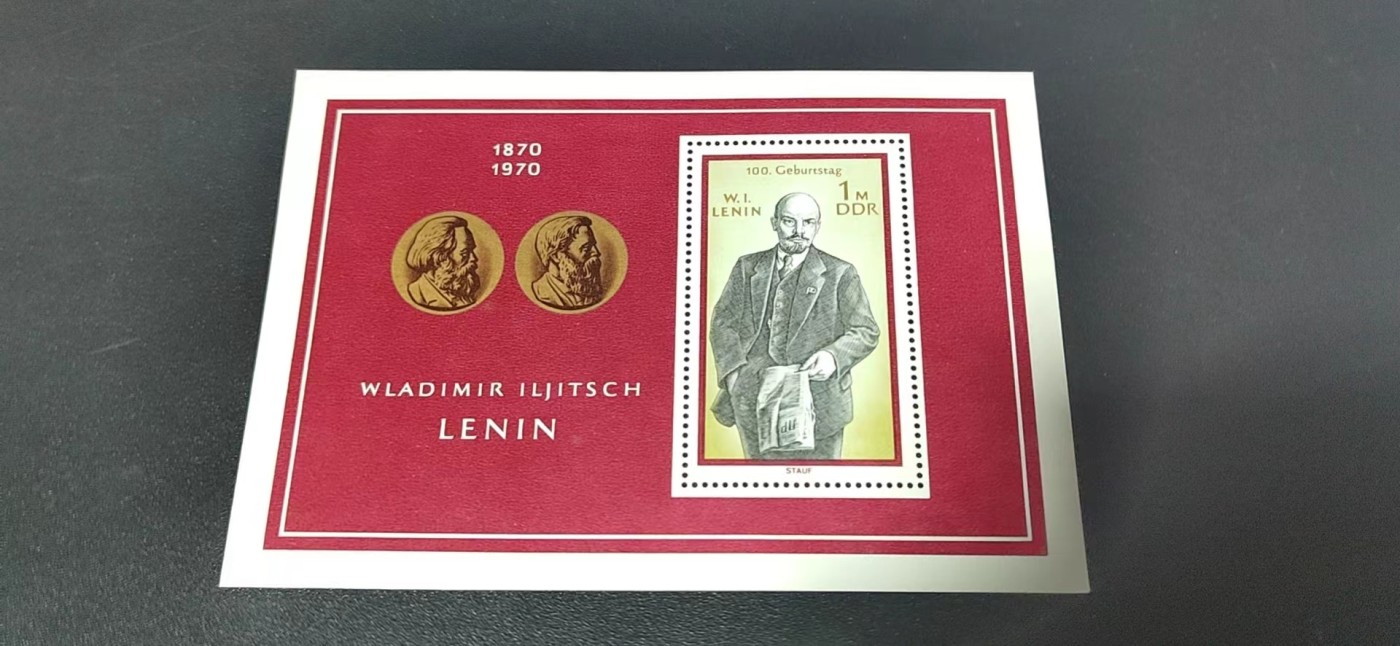 1870
1970
WLADIMIR ILJITSCH
LENIN
100. Geburtstag
W. I.
LENIN
1 M
DDR
STAUF